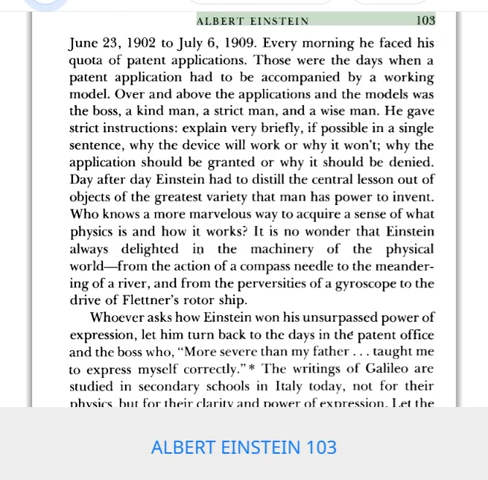 ALBERT EINSTEIN 103
June 23, 1902 to July 6, 1909. Every morning he faced his
quota of patent applications. Those were the days when a
patent application had to be accompanied by a working
model. Over and above the applications and the models was
the boss, a kind man, a strict man, and a wise man. He gave
strict instructions: explain very briefly, if possible in a single
sentence, why the device will work or why it won't; why the
application should be granted or why it should be denied.
Day after day Einstein had to distill the central lesson out of
objects of the greatest variety that man has power to invent.
Who knows a more marvelous way to acquire a sense of what
physics is and how it works? It is no wonder that Einstein
always delighted in the machinery of the physical
world—from the action of a compass needle to the meander-
ing of a river, and from the perversities of a gyroscope to the
drive of Flettner's rotor ship.
Whoever asks how Einstein won his unsurpassed power of
expression, let him turn back to the days in the patent office
and the boss who, "More severe than my father . . . taught me
to express myself correctly."* The writings of Galileo are
studied in secondary schools in Italy today, not for their
physics, but for their clarity and power of expression. Let the
ALBERT EINSTEIN 103